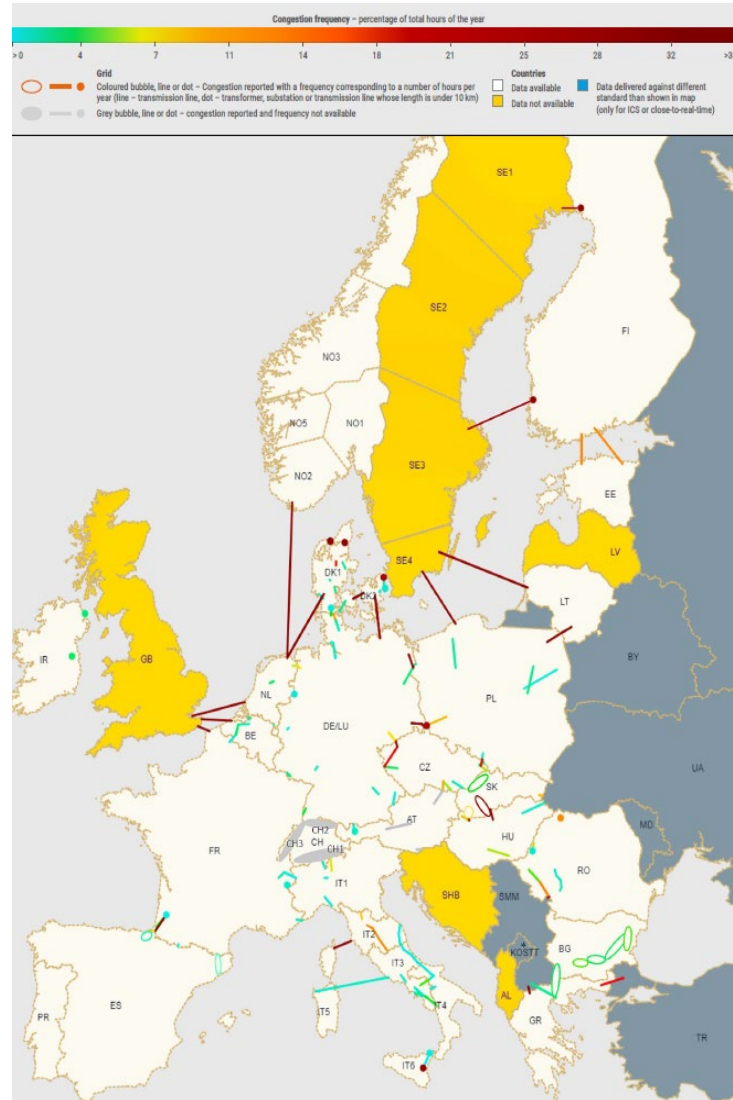 Congestion frequency – percentage of total hours of the year
> 0 4 7 11 14 18 21 25 28 32 >3
Grid
Coloured bubble, line or dot – Congestion reported with a frequency corresponding to a number of hours per
year (line – transmission line, dot – transformer, substation or transmission line whose length is under 10 km)
Grey bubble, line or dot – congestion reported and frequency not available
Countries
Data available
Data not available
Data delivered against different
standard than shown in map
(only for ICS or close-to-real-time)
SE1
SE2
FI
NO3
NO5
NO1
NO2
SE3
EE
LV
SE4
DK1
DK2
LT
IR
GB
BY
NL
PL
DE/LU
BE
CZ
UA
SK
FR
CH2
CH
CH3
CH1
AT
MD
HU
RO
IT1
SHB
SMM
IT2
KOSTT
BG
IT3
ES
PR
IT5
IT4
AL
GR
TR
IT6